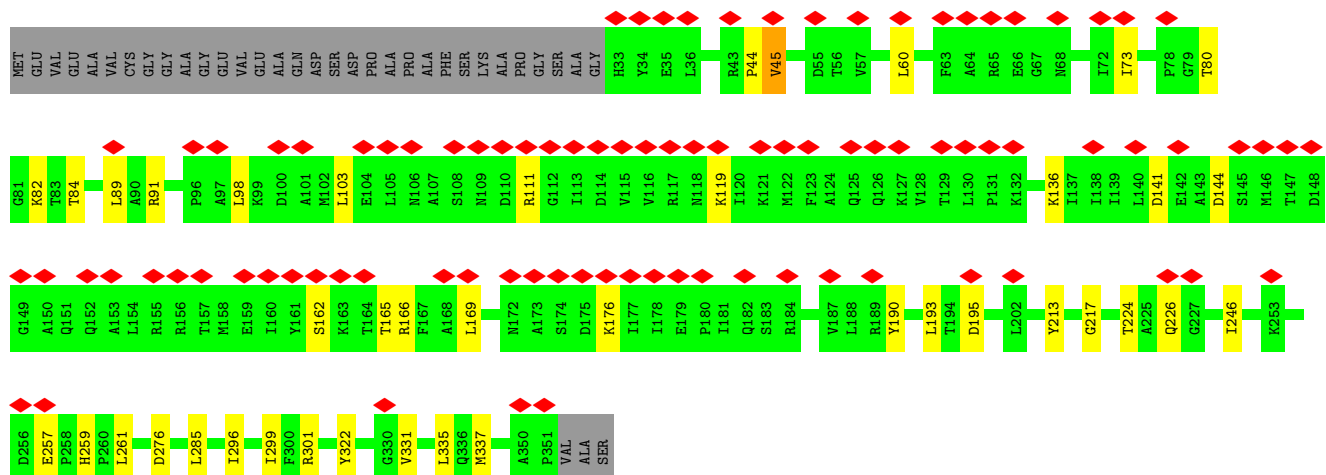 MET GLU VAL GLU ALA VAL CYS GLY GLY ALA GLY GLU VAL GLU ALA GLN ASP SER ASP PRO ALA PRO ALA PHE SER LYS ALA PRO GLY SER ALA GLY H33 Y34 E35 L36 R43 P44 V45 D55 T56 V57 L60 F63 A64 R65 E66 G67 N68 I72 I73 P78 G79 T80
G81 K82 T83 T84 L89 A90 R91 P96 A97 L98 K99 D100 A101 M102 L103 E104 L105 N106 A107 S108 N109 D110 R111 G112 I113 D114 V115 V116 R117 N118 K119 I120 K121 M122 F123 A124 Q125 Q126 K127 V128 T129 L130 P131 K132 K136 I137 I138 I139 L140 D141 E142 A143 D144 S145 M146 T147 D148
G149 A150 Q151 Q152 A153 L154 R155 R156 T157 M158 E159 I160 Y161 S162 K163 T164 T165 R166 F167 A168 L169 N172 A173 S174 D175 K176 I177 I178 E179 P180 I181 Q182 S183 R184 V187 L188 R189 Y190 L193 T194 D195 L202 Y213 G217 T224 A225 Q226 G227 I246 K253
D256 E257 P258 H259 P260 L261 D276 L285 I296 I299 F300 R301 Y322 G330 V331 L335 Q336 M337 A350 P351 VAL ALA SER